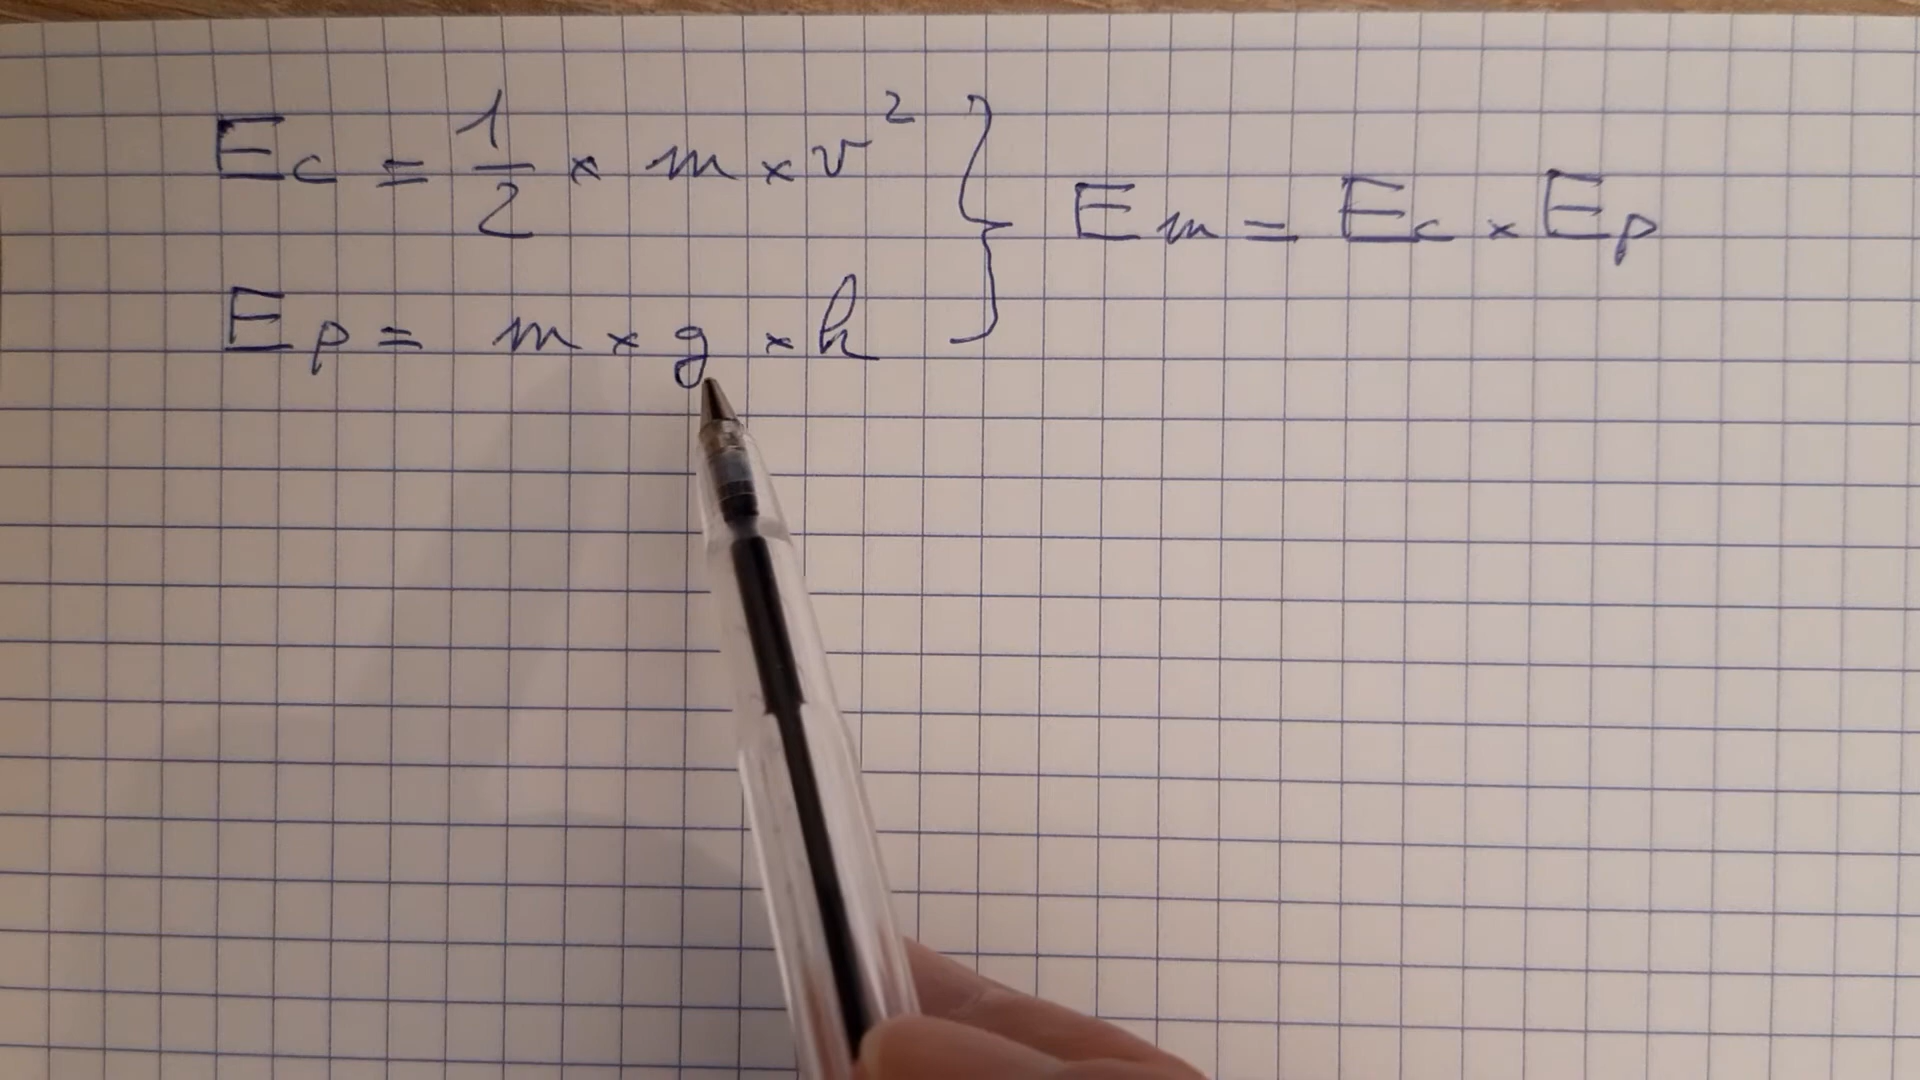 Ec = 1/2 × m × v² } Em = Ec × Ep
Ep = m × g × h